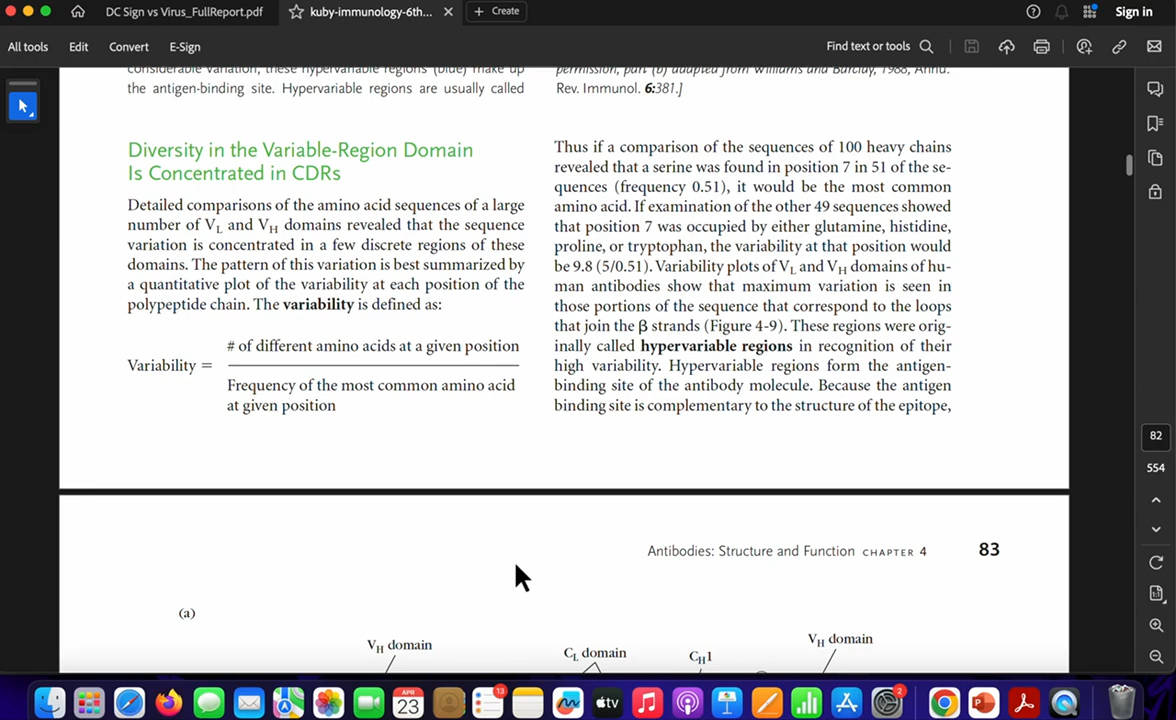 DC Sign vs Virus_FullReport.pdf
kuby-immunology-6th...
Create
Sign in
All tools
Edit
Convert
E-Sign
Find text or tools
considerable variation, these hypervariable regions (blue) make up
the antigen-binding site. Hypervariable regions are usually called
permission, part (b) adapted from Williams and Barclay, 1988, Annu.
Rev. Immunol. 6:381.]
Diversity in the Variable-Region Domain
Is Concentrated in CDRs
Detailed comparisons of the amino acid sequences of a large
number of VL and VH domains revealed that the sequence
variation is concentrated in a few discrete regions of these
domains. The pattern of this variation is best summarized by
a quantitative plot of the variability at each position of the
polypeptide chain. The variability is defined as:
Variability =
# of different amino acids at a given position
Frequency of the most common amino acid
at given position
Thus if a comparison of the sequences of 100 heavy chains
revealed that a serine was found in position 7 in 51 of the se-
quences (frequency 0.51), it would be the most common
amino acid. If examination of the other 49 sequences showed
that position 7 was occupied by either glutamine, histidine,
proline, or tryptophan, the variability at that position would
be 9.8 (5/0.51). Variability plots of VL and VH domains of hu-
man antibodies show that maximum variation is seen in
those portions of the sequence that correspond to the loops
that join the β strands (Figure 4-9). These regions were orig-
inally called hypervariable regions in recognition of their
high variability. Hypervariable regions form the antigen-
binding site of the antibody molecule. Because the antigen
binding site is complementary to the structure of the epitope,
82
554
Antibodies: Structure and Function CHAPTER 4 83
(a)
VH domain
CL domain
CH1
VH domain
APR
23
13
tv
2